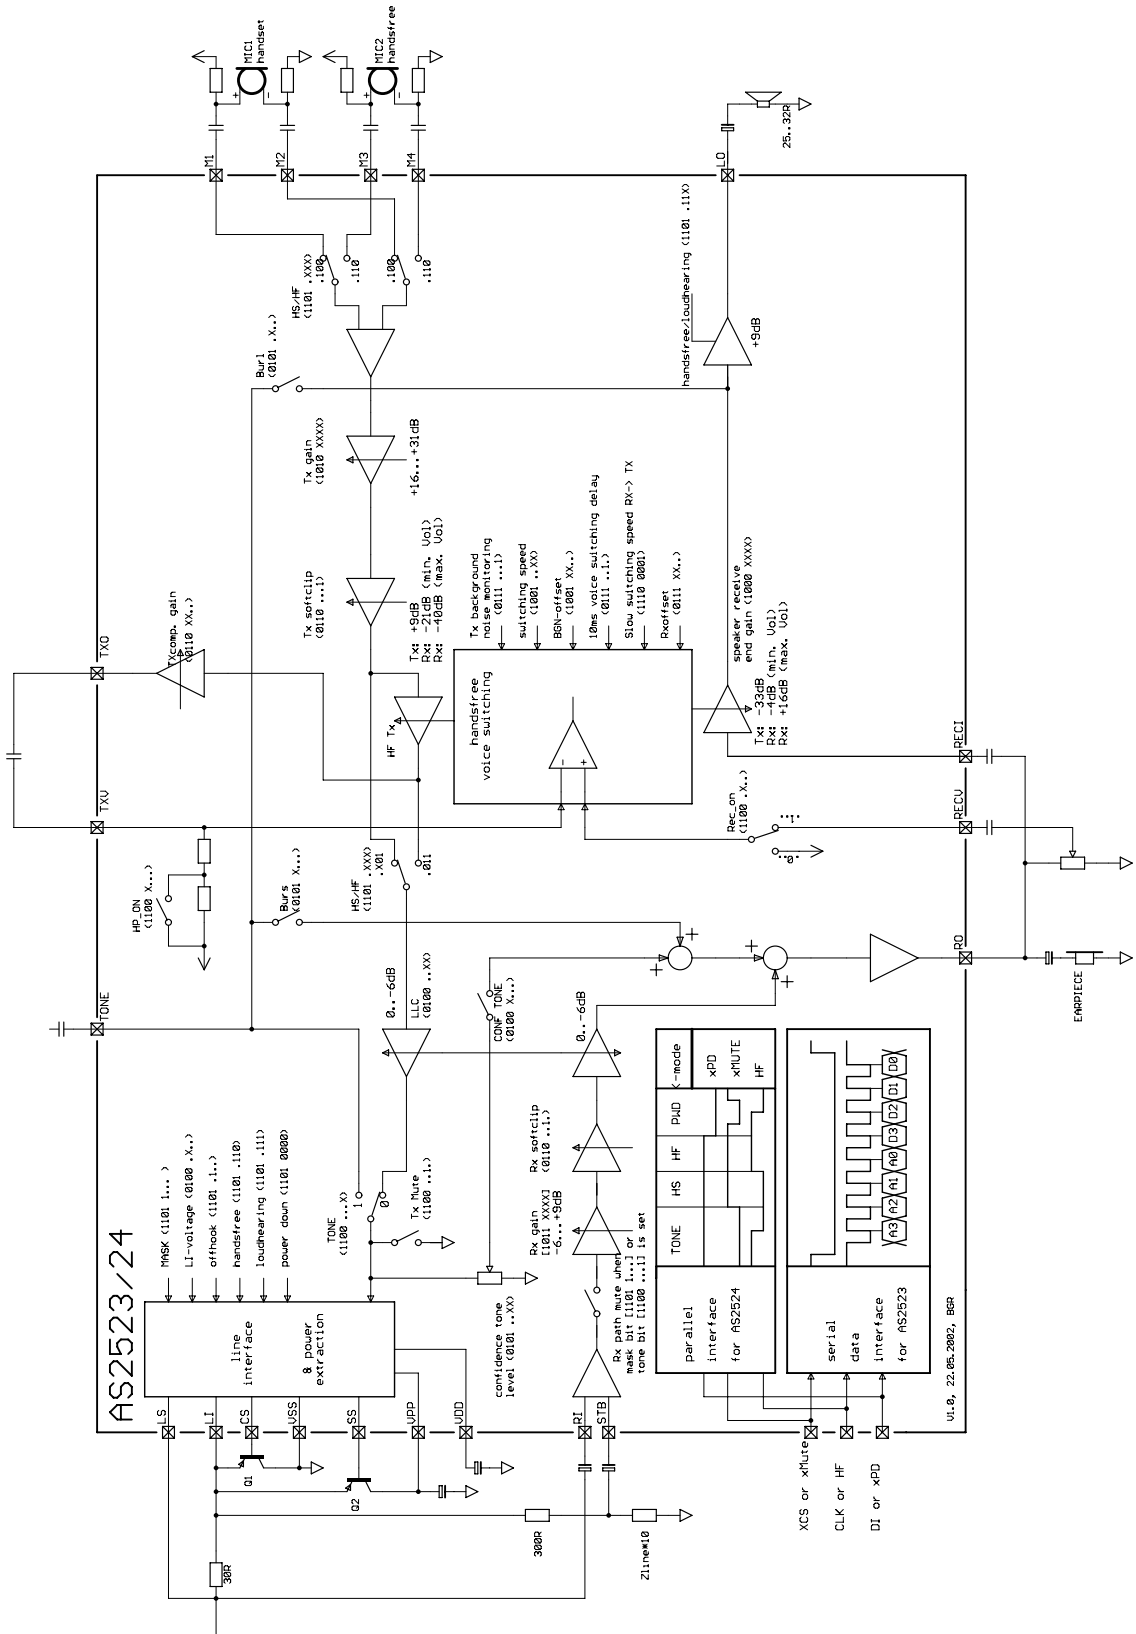 AS2523/24
MIC1
handset
MIC2
handsfree
+
-
+
-
M1
M2
M3
M4
LO
25..32R
HS/HF
(1101 .XXX)
.100
.110
.100
.110
handsfree/loudhearing (1101 .11X)
+9dB
Burl
(0101 .X..)
Tx gain
(1010 XXXX)
+16...+31dB
Tx softclip
(0110 ...1)
TXcomp. gain
(0110 XX..)
TXO
TXV
Tx: +9dB
Rx: -21dB (min. Vol)
Rx: -40dB (max. Vol)
HF Tx
handsfree
voice switching
-
+
Tx background
noise monitoring
(0111 ...1)
switching speed
(1001 ..XX)
BGN-offset
(1001 XX..)
10ms voice switching delay
(0111 ..1.)
Slow switching speed RX-> TX
(1110 0001)
Rxoffset
(0111 XX..)
speaker receive
end gain (1000 XXXX)
Tx: -33dB
Rx: -4dB (min. Vol)
Rx: +16dB (max. Vol)
RECI
RECV
Rec_on
(1100 .X..)
..1..
..0..
HP_ON
(1100 X...)
Burs
(0101 X...)
HS/HF
(1101 .XXX)
.X01
.011
TONE
0..-6dB
LLC
(0100 ..XX)
CONF TONE
(0100 X...)
+
+
+
+
RO
EARPIECE
0..-6dB
Rx softclip
(0110 ..1.)
Rx gain
[1011 XXXX]
-6...+9dB
Rx path mute when
mask bit [1101 1...] or
tone bit [1100 ...1] is set
TONE
(1100 ...X)
1
0
Tx Mute
(1100 ..1.)
confidence tone
level (0101 ..XX)
MASK (1101 1... )
LI-voltage (0100 .X..)
offhook (1101 .1..)
handsfree (1101 .110)
loudhearing (1101 .111)
power down (1101 0000)
line
interface
& power
extraction
LS
LI
CS
VSS
SS
VPP
VDD
RI
STB
Q1
Q2
30R
300R
Zline*10
parallel
interface
for AS2524
TONE
HS
HF
PWD
<-mode
xPD
xMUTE
HF
serial
data
interface
for AS2523
A3
A2
A1
A0
D3
D2
D1
D0
XCS or xMute
CLK or HF
DI or xPD
V1.0, 22.05.2002, BGR